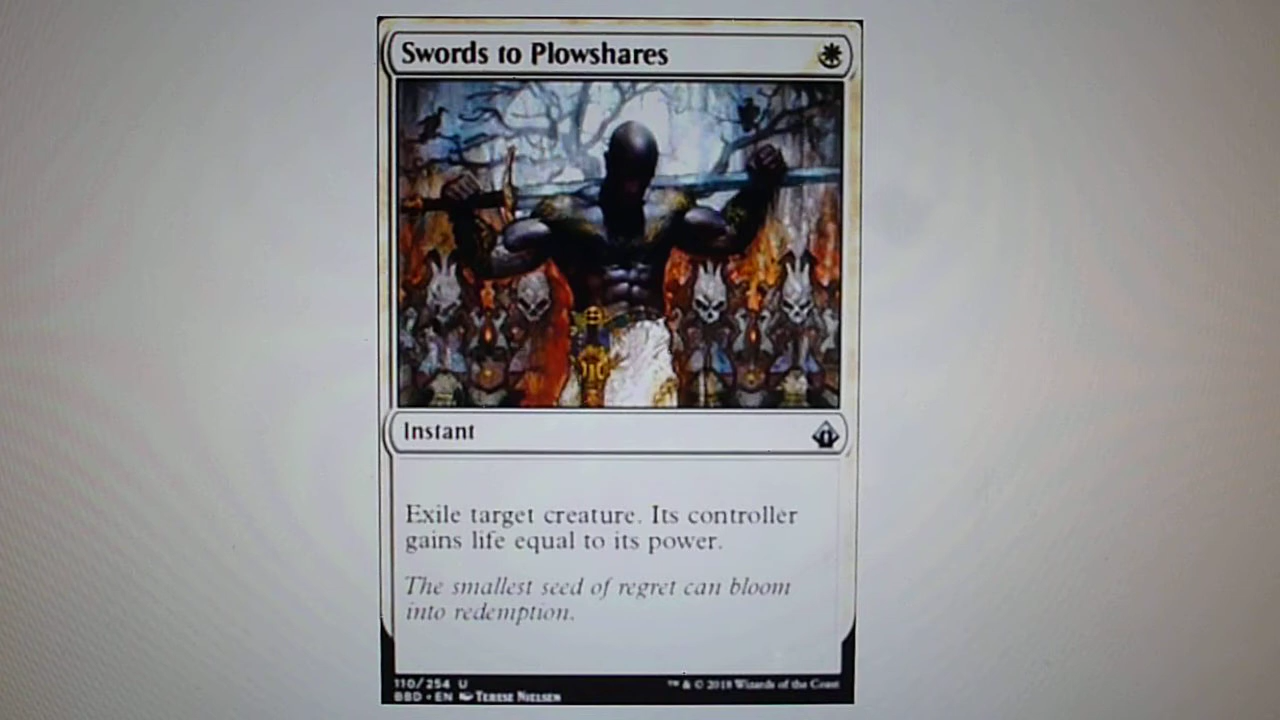 Swords to Plowshares
Instant
Exile target creature. Its controller
gains life equal to its power.
The smallest seed of regret can bloom
into redemption.
110/254 U
™ & © 2018 Wizards of the Coast
BBD • EN Terese Nielsen